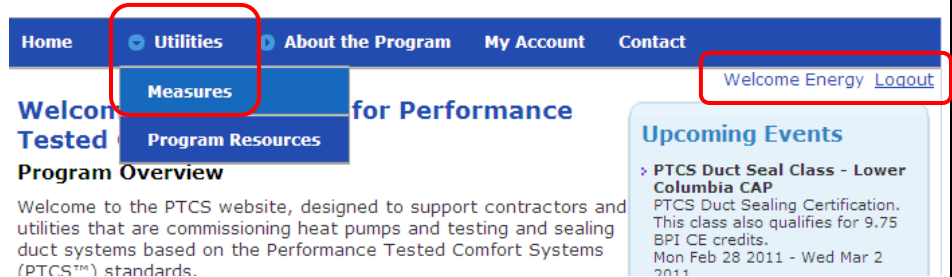 Home Utilities About the Program My Account Contact
Measures
Program Resources
Welcome Energy Logout
for Performance
Tested
Program Overview
Welcome to the PTCS website, designed to support contractors and
utilities that are commissioning heat pumps and testing and sealing
duct systems based on the Performance Tested Comfort Systems
(PTCS™) standards.
Upcoming Events
PTCS Duct Seal Class - Lower
Columbia CAP
PTCS Duct Sealing Certification.
This class also qualifies for 9.75
BPI CE credits.
Mon Feb 28 2011 - Wed Mar 2
2011